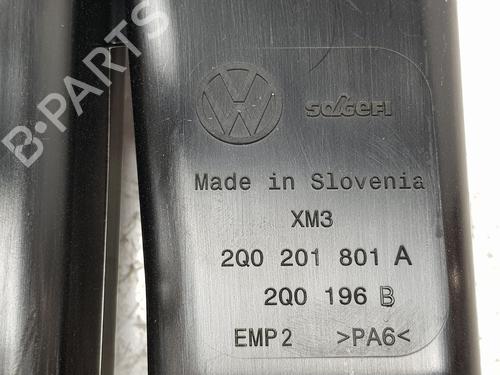 B-PARTS
SOGEFI
Made in Slovenia
XM3
2Q0 201 801 A
2Q0 196 B
EMP2 >PA6<